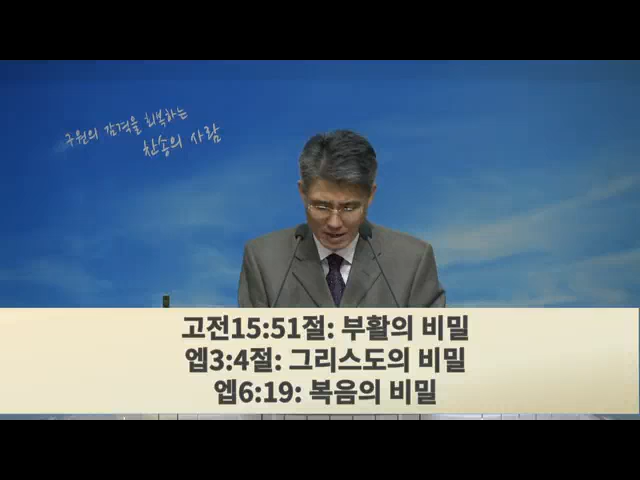 구원의 감격을 회복하는
찬송의 사람
고전15:51절: 부활의 비밀
엡3:4절: 그리스도의 비밀
엡6:19: 복음의 비밀